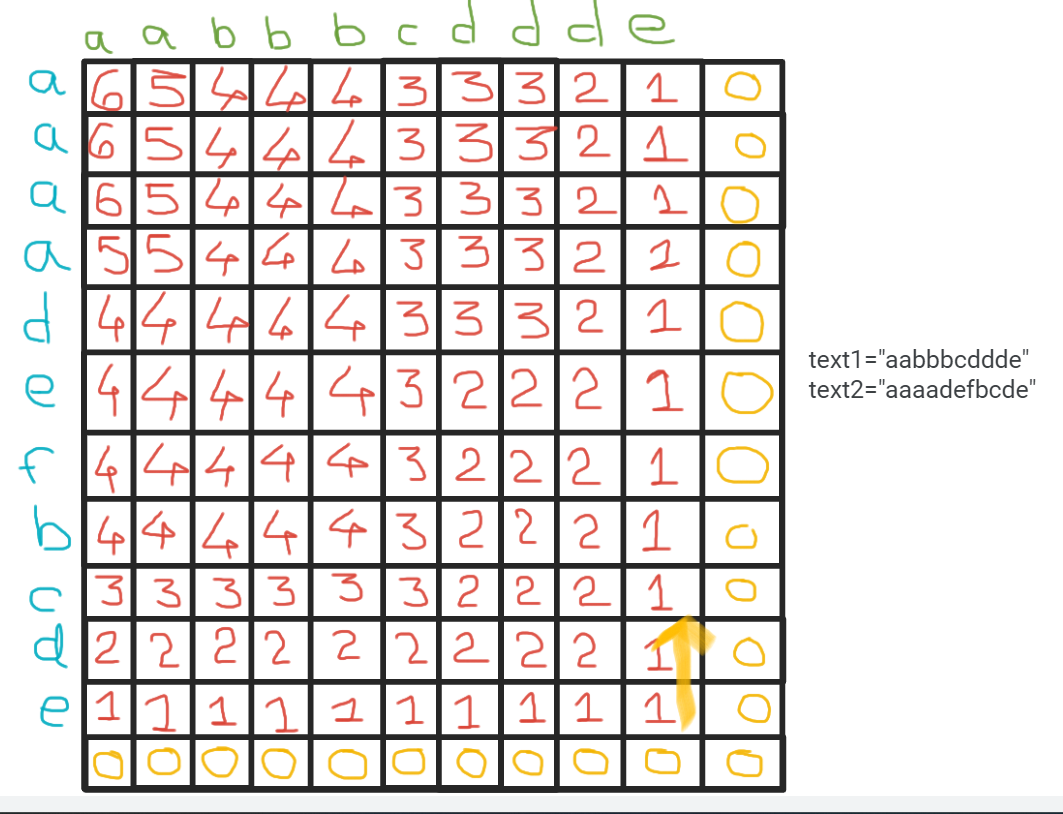 a a b b b c d d d e
a 6 5 4 4 4 3 3 3 2 1 0
a 6 5 4 4 4 3 3 3 2 1 0
a 6 5 4 4 4 3 3 3 2 1 0
a 5 5 4 4 4 3 3 3 2 1 0
d 4 4 4 4 4 3 3 3 2 1 0
text1="aabbbcddde"
text2="aaaadefbcde"
e 4 4 4 4 4 3 2 2 2 1 0
f 4 4 4 4 4 3 2 2 2 1 0
b 4 4 4 4 4 3 2 2 2 1 0
c 3 3 3 3 3 3 2 2 2 1 0
d 2 2 2 2 2 2 2 2 2 1 0
e 1 1 1 1 1 1 1 1 1 1 0
0 0 0 0 0 0 0 0 0 0 0